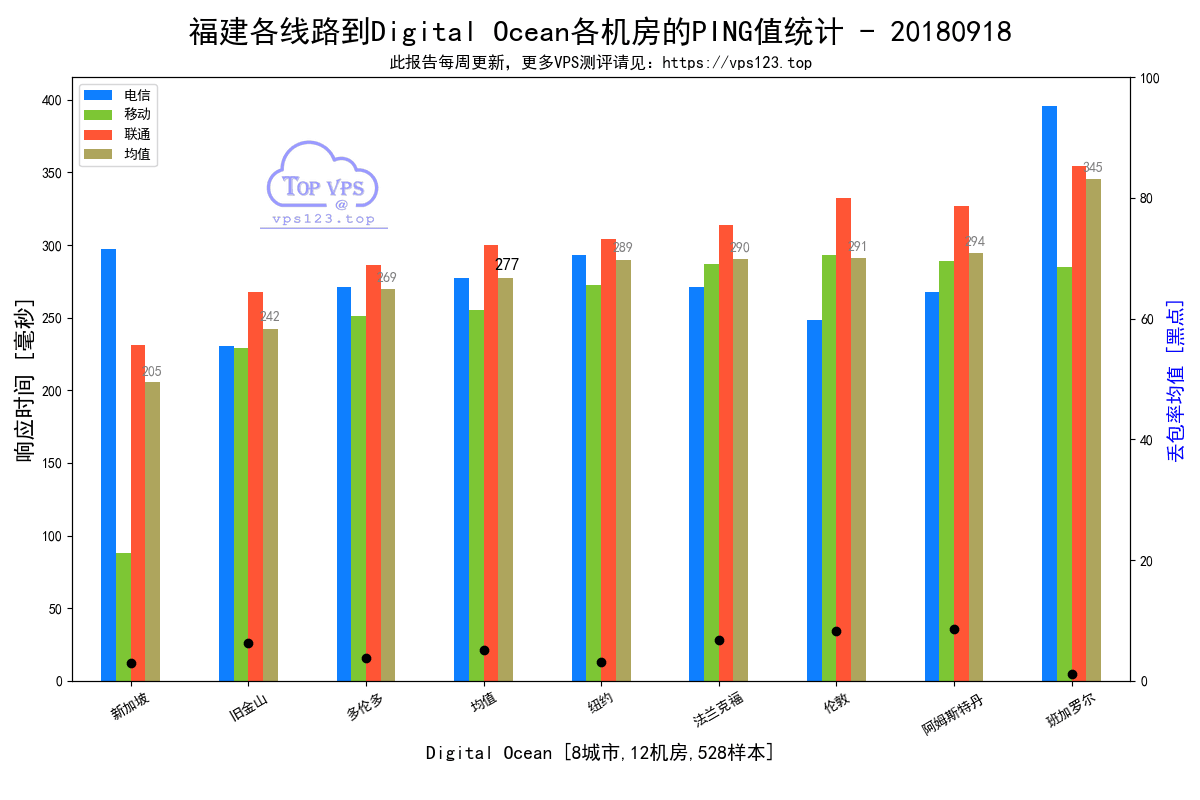 福建各线路到Digital Ocean各机房的PING值统计 - 20180918
此报告每周更新，更多VPS测评请见：https://vps123.top
电信
移动
联通
均值
TOP VPS
@
vps123.top
响应时间 [毫秒]
400
350
300
250
200
150
100
50
0
205
242
269
277
289
290
291
294
345
100
80
60
40
20
0
丢包率均值 [黑点]
新加坡
旧金山
多伦多
均值
纽约
法兰克福
伦敦
阿姆斯特丹
班加罗尔
Digital Ocean [8城市,12机房,528样本]